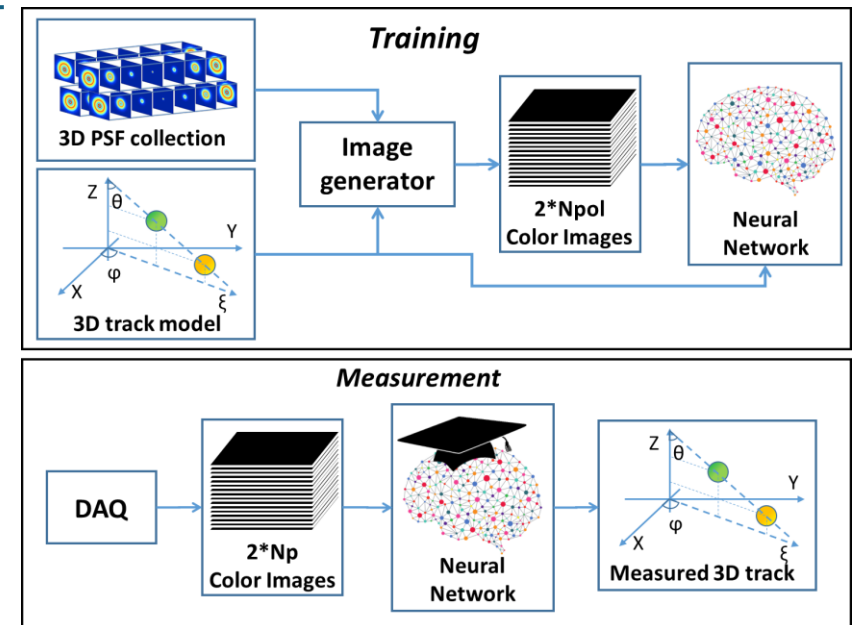 Training
3D PSF collection
Image
generator
2*Npol
Color Images
Neural
Network
Z
θ
Y
φ
X
ξ
3D track model
Measurement
DAQ
2*Np
Color Images
Neural
Network
Z
θ
Y
φ
X
ξ
Measured 3D track